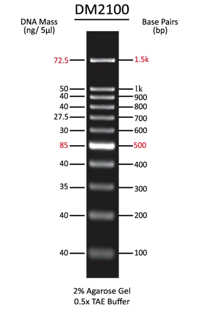 DM2100
DNA Mass Base Pairs
(ng/ 5μl) (bp)
72.5 1.5k
50 1k
40 900
40 800
27.5 700
30 600
85 500
40 400
35 300
40 200
40 100
2% Agarose Gel
0.5x TAE Buffer